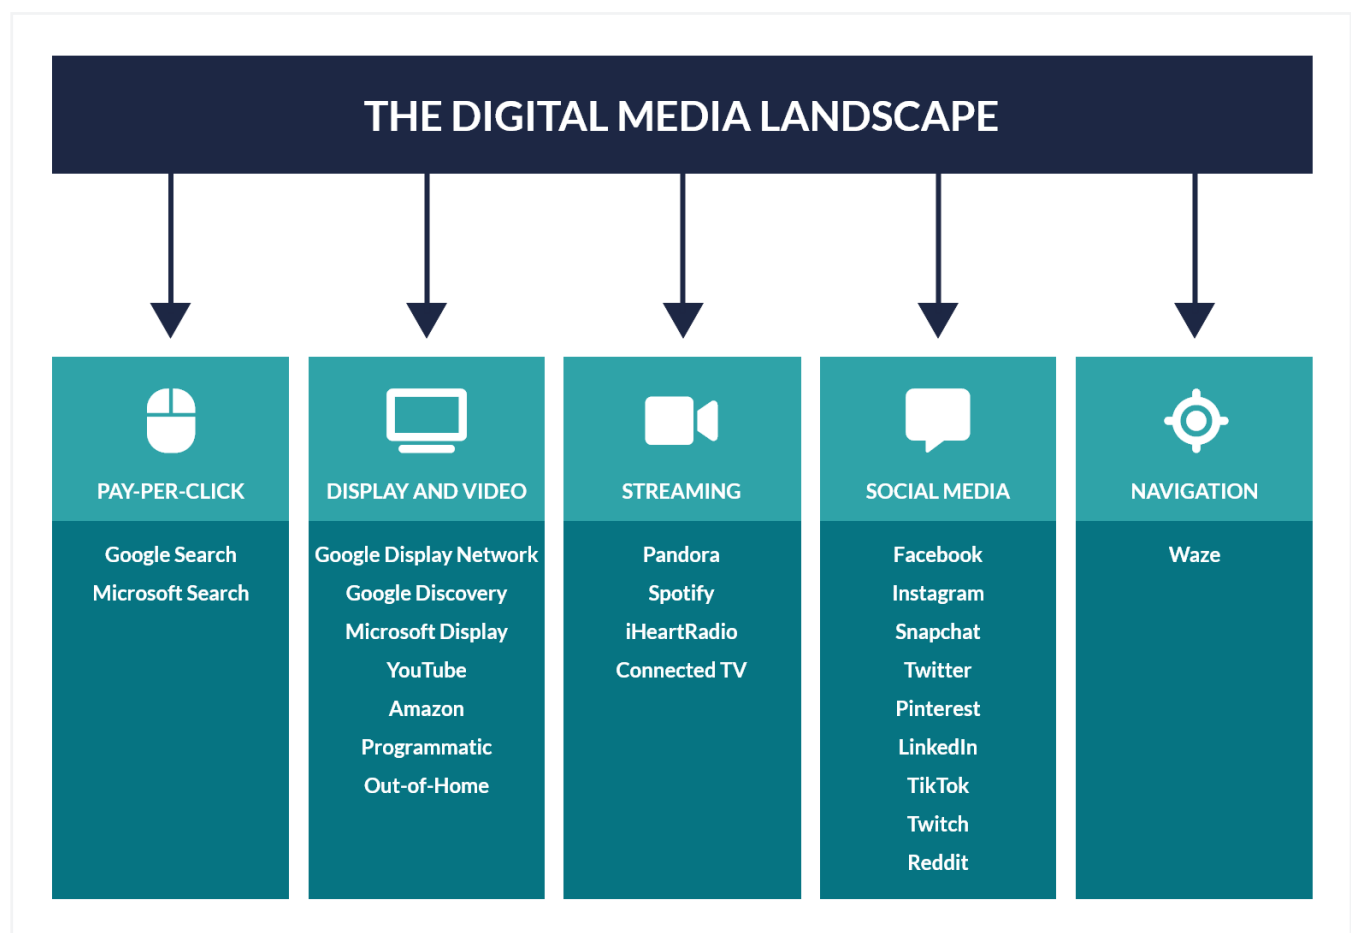 THE DIGITAL MEDIA LANDSCAPE
PAY-PER-CLICK
Google Search
Microsoft Search
DISPLAY AND VIDEO
Google Display Network
Google Discovery
Microsoft Display
YouTube
Amazon
Programmatic
Out-of-Home
STREAMING
Pandora
Spotify
iHeartRadio
Connected TV
SOCIAL MEDIA
Facebook
Instagram
Snapchat
Twitter
Pinterest
LinkedIn
TikTok
Twitch
Reddit
NAVIGATION
Waze